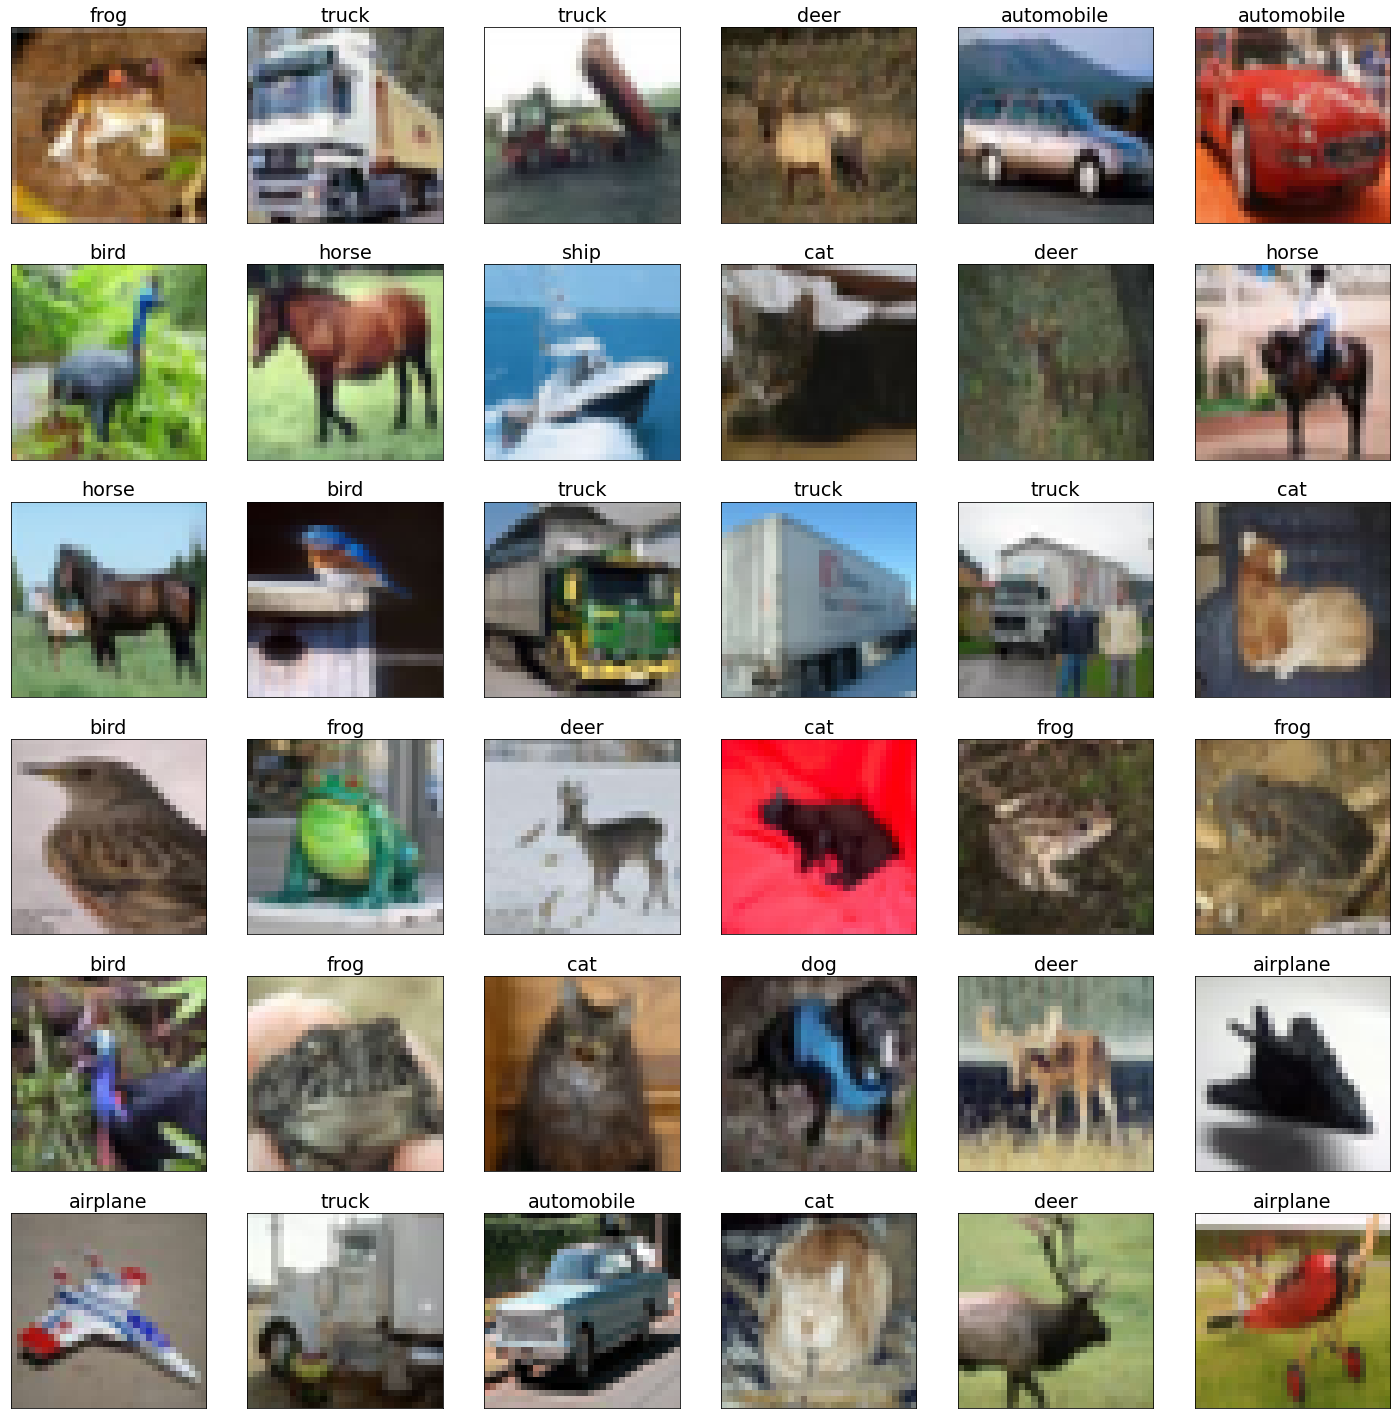 frog truck truck deer automobile automobile
bird horse ship cat deer horse
horse bird truck truck truck cat
bird frog deer cat frog frog
bird frog cat dog deer airplane
airplane truck automobile cat deer airplane